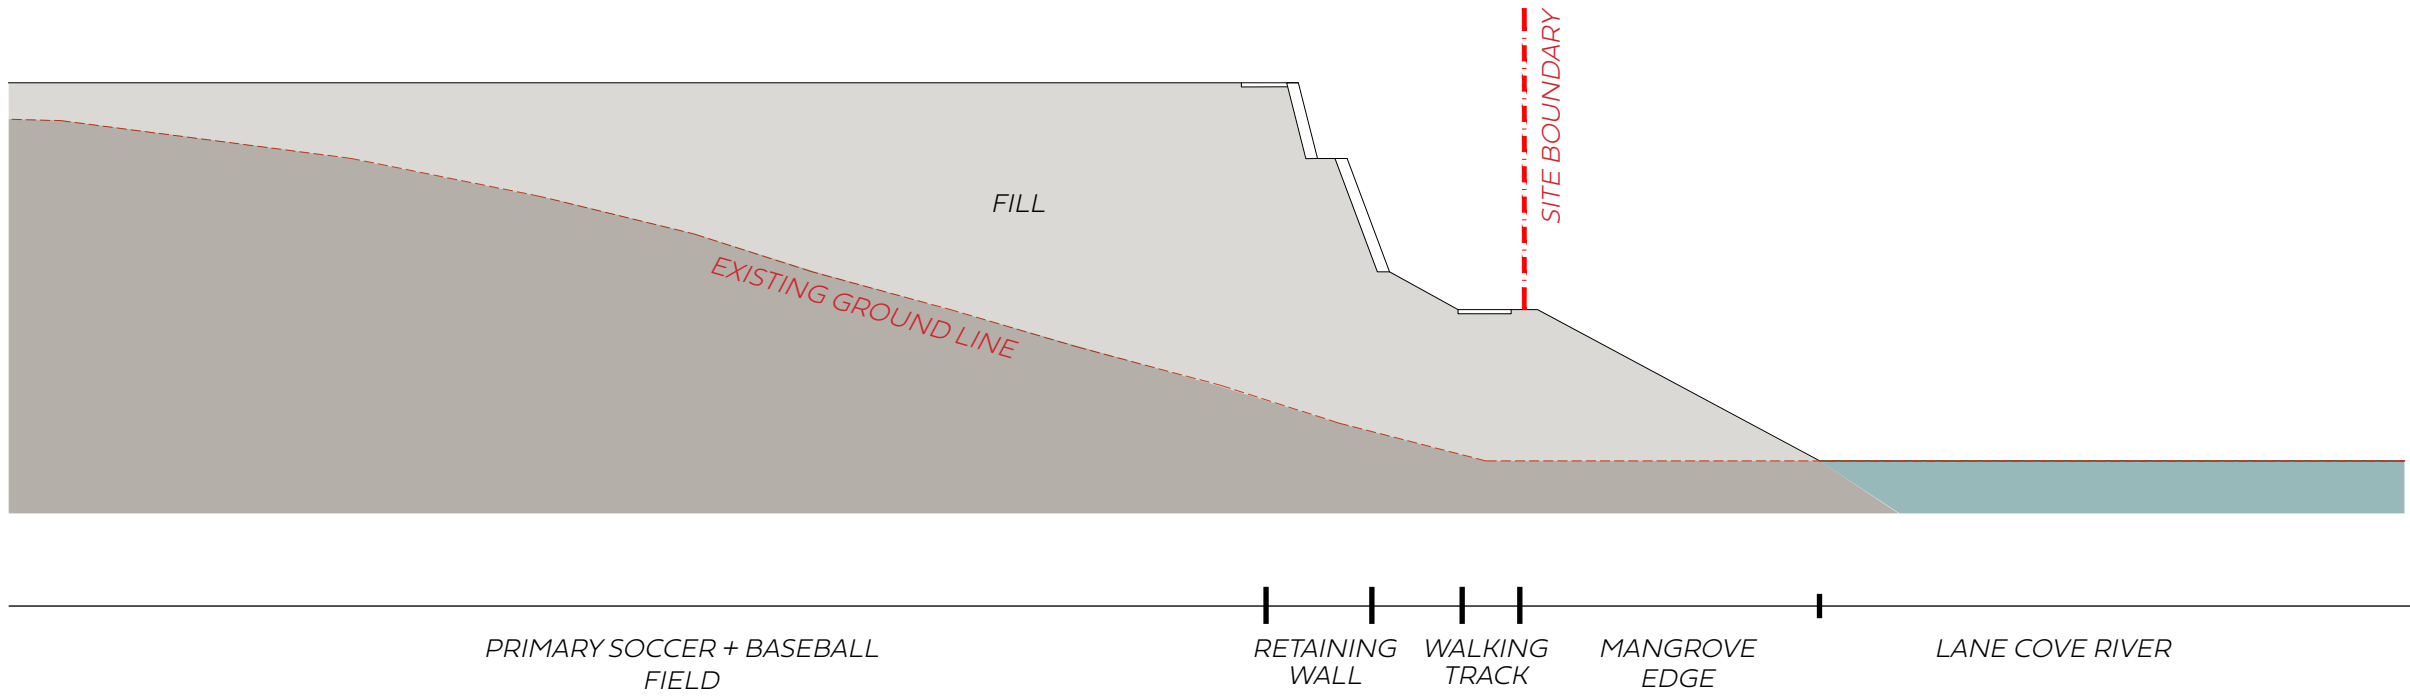 SITE BOUNDARY
FILL
EXISTING GROUND LINE
PRIMARY SOCCER + BASEBALL
FIELD
RETAINING
WALL
WALKING
TRACK
MANGROVE
EDGE
LANE COVE RIVER